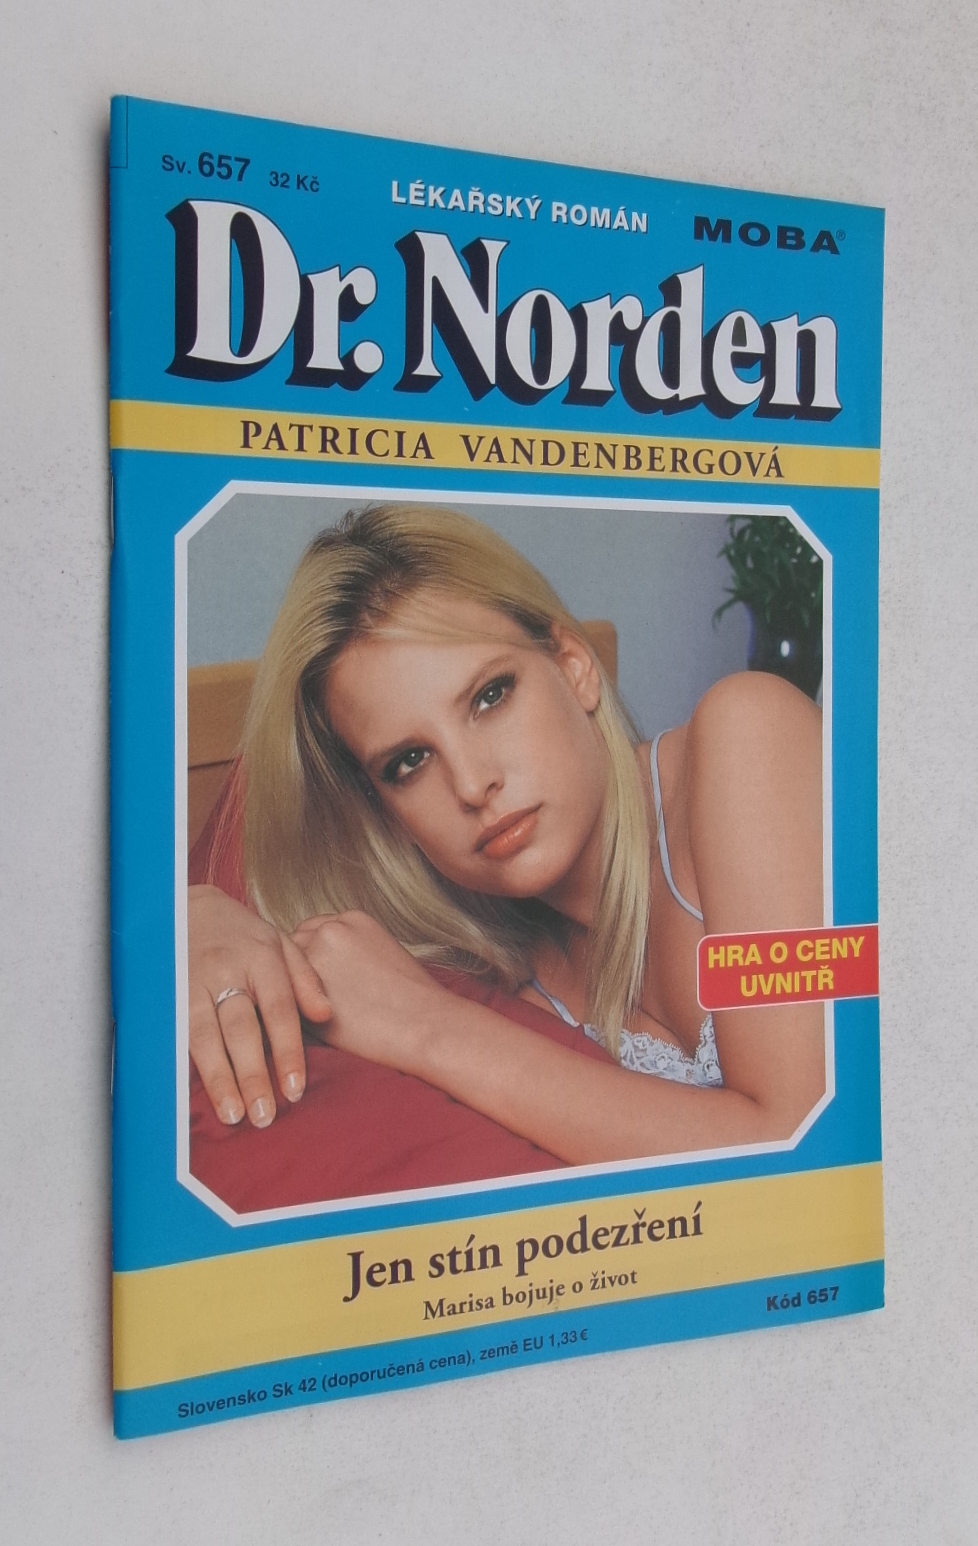 Sv. 657 32 Kč
LÉKAŘSKÝ ROMÁN
MOBA®
Dr. Norden
PATRICIA VANDENBERGOVÁ
HRA O CENY
UVNITŘ
Jen stín podezření
Marisa bojuje o život
Kód 657
Slovensko Sk 42 (doporučená cena), země EU 1,33 €